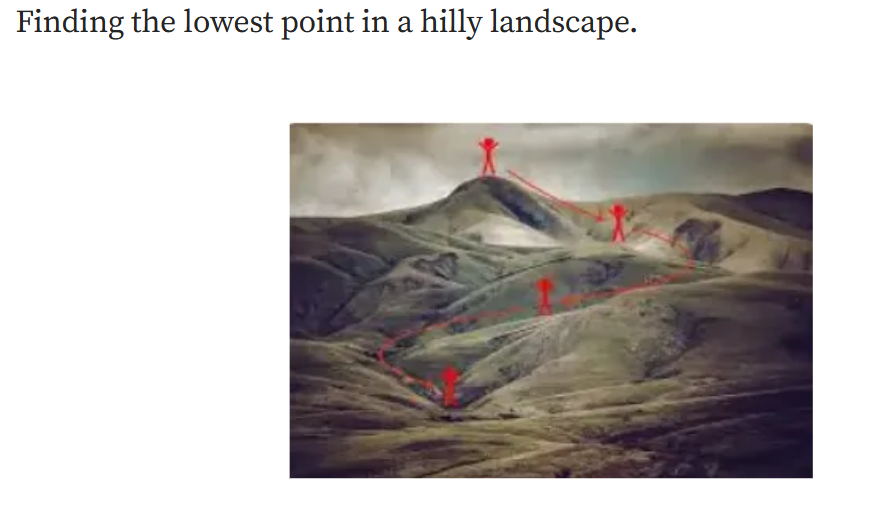 Finding the lowest point in a hilly landscape.